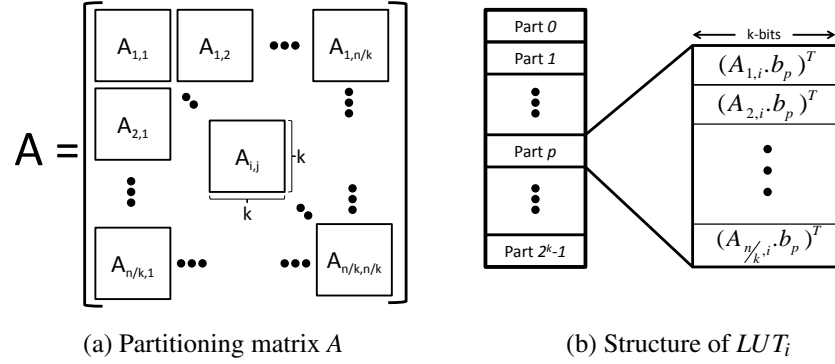 A =
A1,1 A1,2 ●●● A1,n/k
A2,1
Ai,j
k
k
An/k,1 ●●● ●●● An/k,n/k
(a) Partitioning matrix A
Part 0
Part 1
Part p
Part 2^k-1
k-bits
(A1,i.bp)^T
(A2,i.bp)^T
(An/k,i.bp)^T
(b) Structure of LUTi